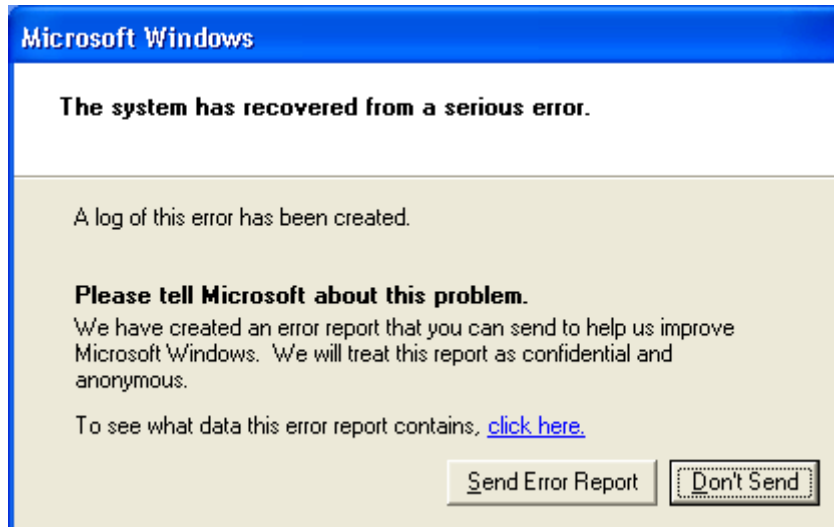 Microsoft Windows
The system has recovered from a serious error.
A log of this error has been created.
Please tell Microsoft about this problem.
We have created an error report that you can send to help us improve
Microsoft Windows.  We will treat this report as confidential and
anonymous.
To see what data this error report contains, click here.
Send Error Report Don't Send